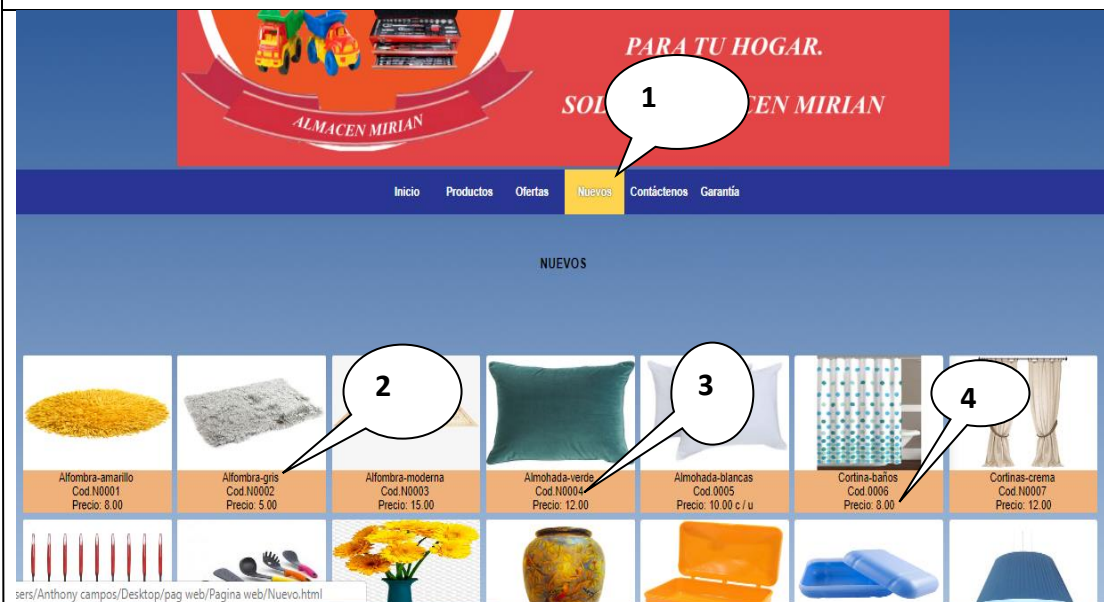 PARA TU HOGAR.
ALMACEN MIRIAN
SOL CEN MIRIAN
1
Inicio Productos Ofertas Nuevos Contáctenos Garantía
NUEVOS
2
3
4
Alfombra-amarillo
Cod.N0001
Precio: 8.00
Alfombra-gris
Cod.N0002
Precio: 5.00
Alfombra-moderna
Cod.N0003
Precio: 15.00
Almohada-verde
Cod.N0004
Precio: 12.00
Almohada-blancas
Cod.0005
Precio: 10.00 c / u
Cortina-baños
Cod.0006
Precio: 8.00
Cortinas-crema
Cod.N0007
Precio: 12.00
sers/Anthony campos/Desktop/pag web/Pagina web/Nuevo.html